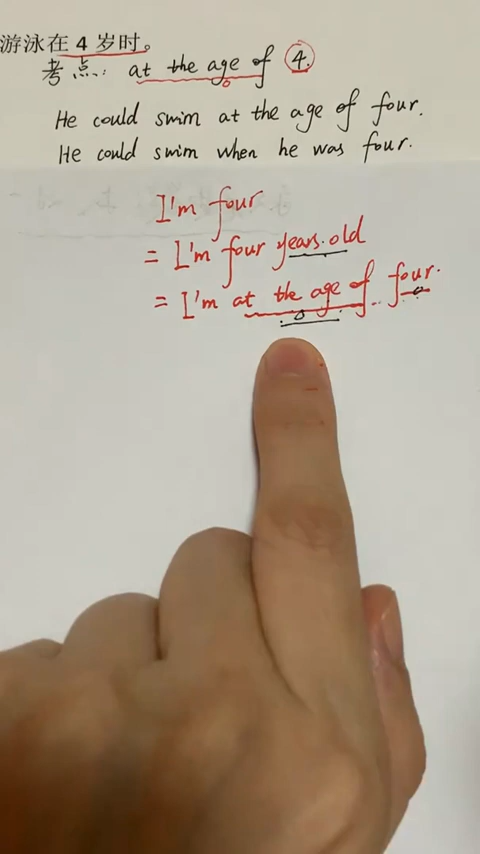 游泳在 4 岁时。
考点: at the age of 4.
He could swim at the age of four.
He could swim when he was four.
I'm four
= I'm four years old
= I'm at the age of four.